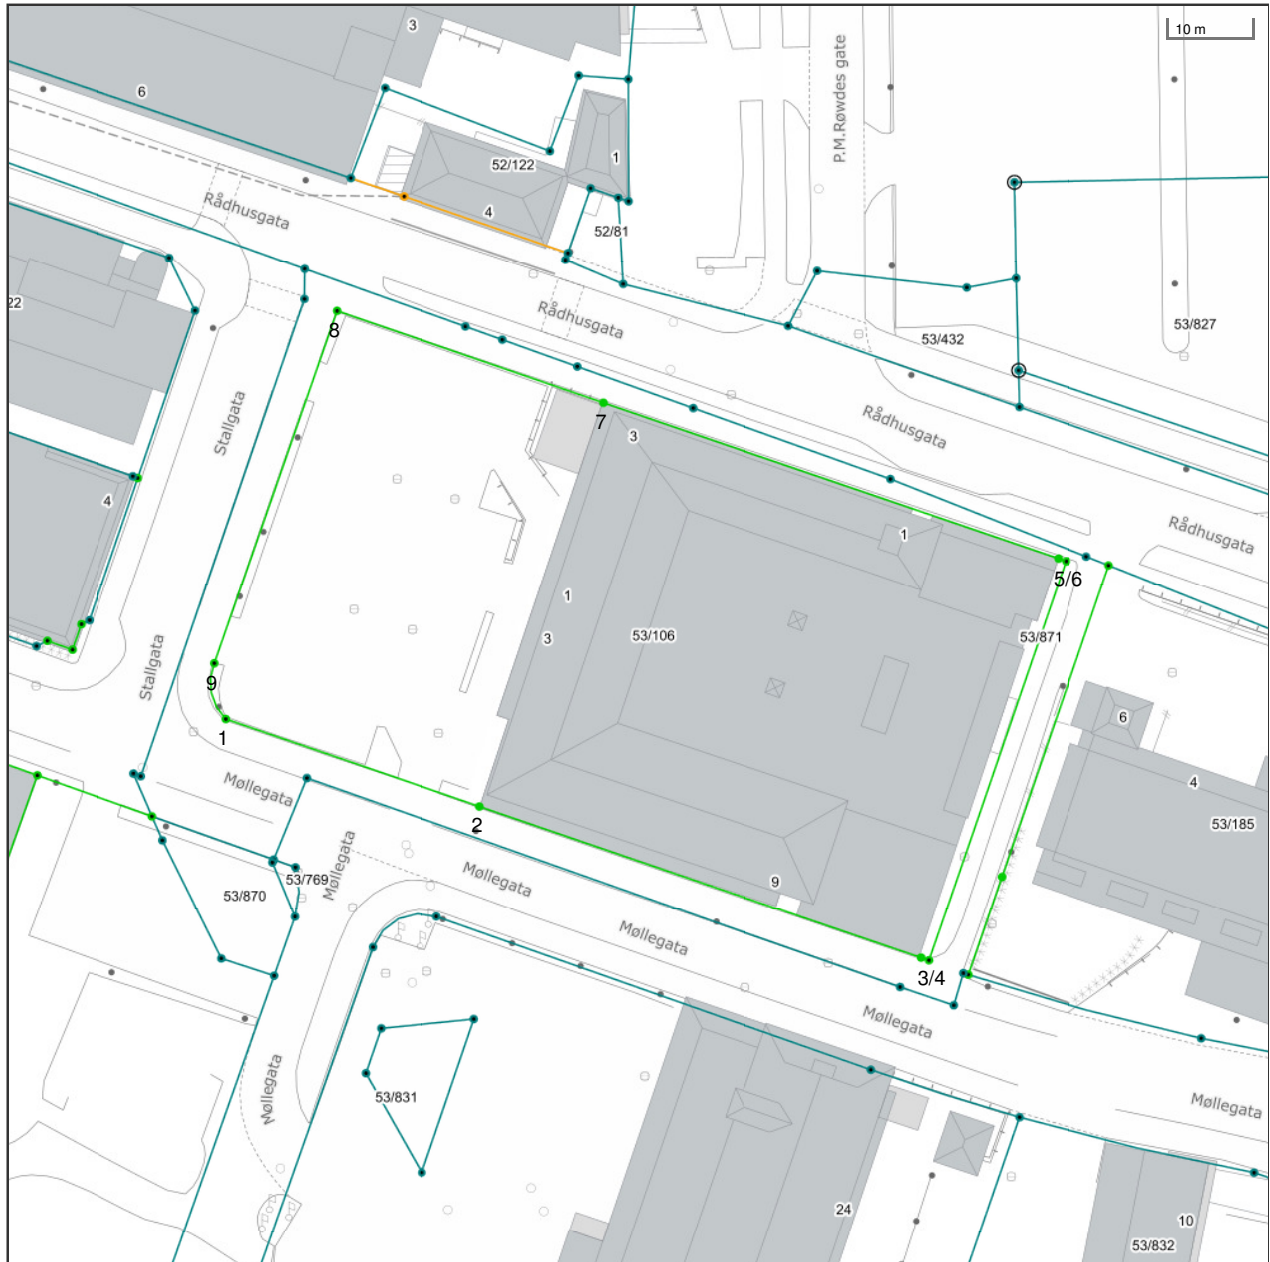 3
10 m
6
P.M.Røwdes gate
1
52/122
Rådhusgata
4
52/81
22
8
Rådhusgata
53/827
53/432
7
3
Rådhusgata
Stallgata
4
1
Rådhusgata
5/6
1
3
53/106
53/871
Stallgata
9
6
1
Møllegata
4
2
53/185
Møllegata
53/769
Møllegata
9
53/870
Møllegata
3/4
Møllegata
Møllegata
53/831
Møllegata
24
10
53/832